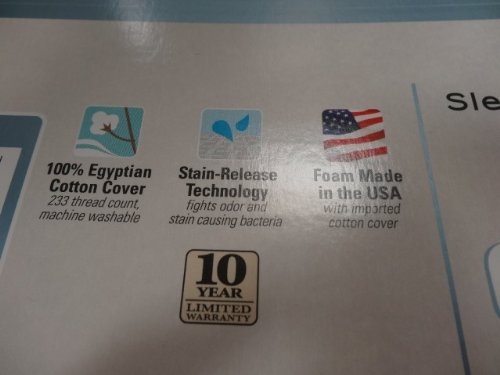 Sle
100% Egyptian
Cotton Cover
233 thread count,
machine washable
Stain-Release
Technology
fights odor and
stain causing bacteria
Foam Made
in the USA
with imported
cotton cover
10
YEAR
LIMITED
WARRANTY